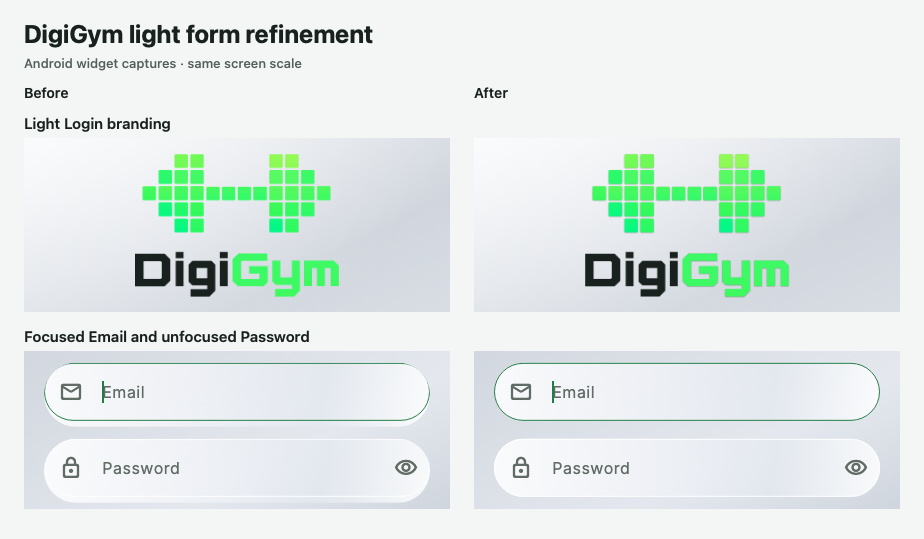 DigiGym light form refinement
Android widget captures · same screen scale
Before
After
Light Login branding
DigiGym
DigiGym
Focused Email and unfocused Password
Email
Email
Password
Password